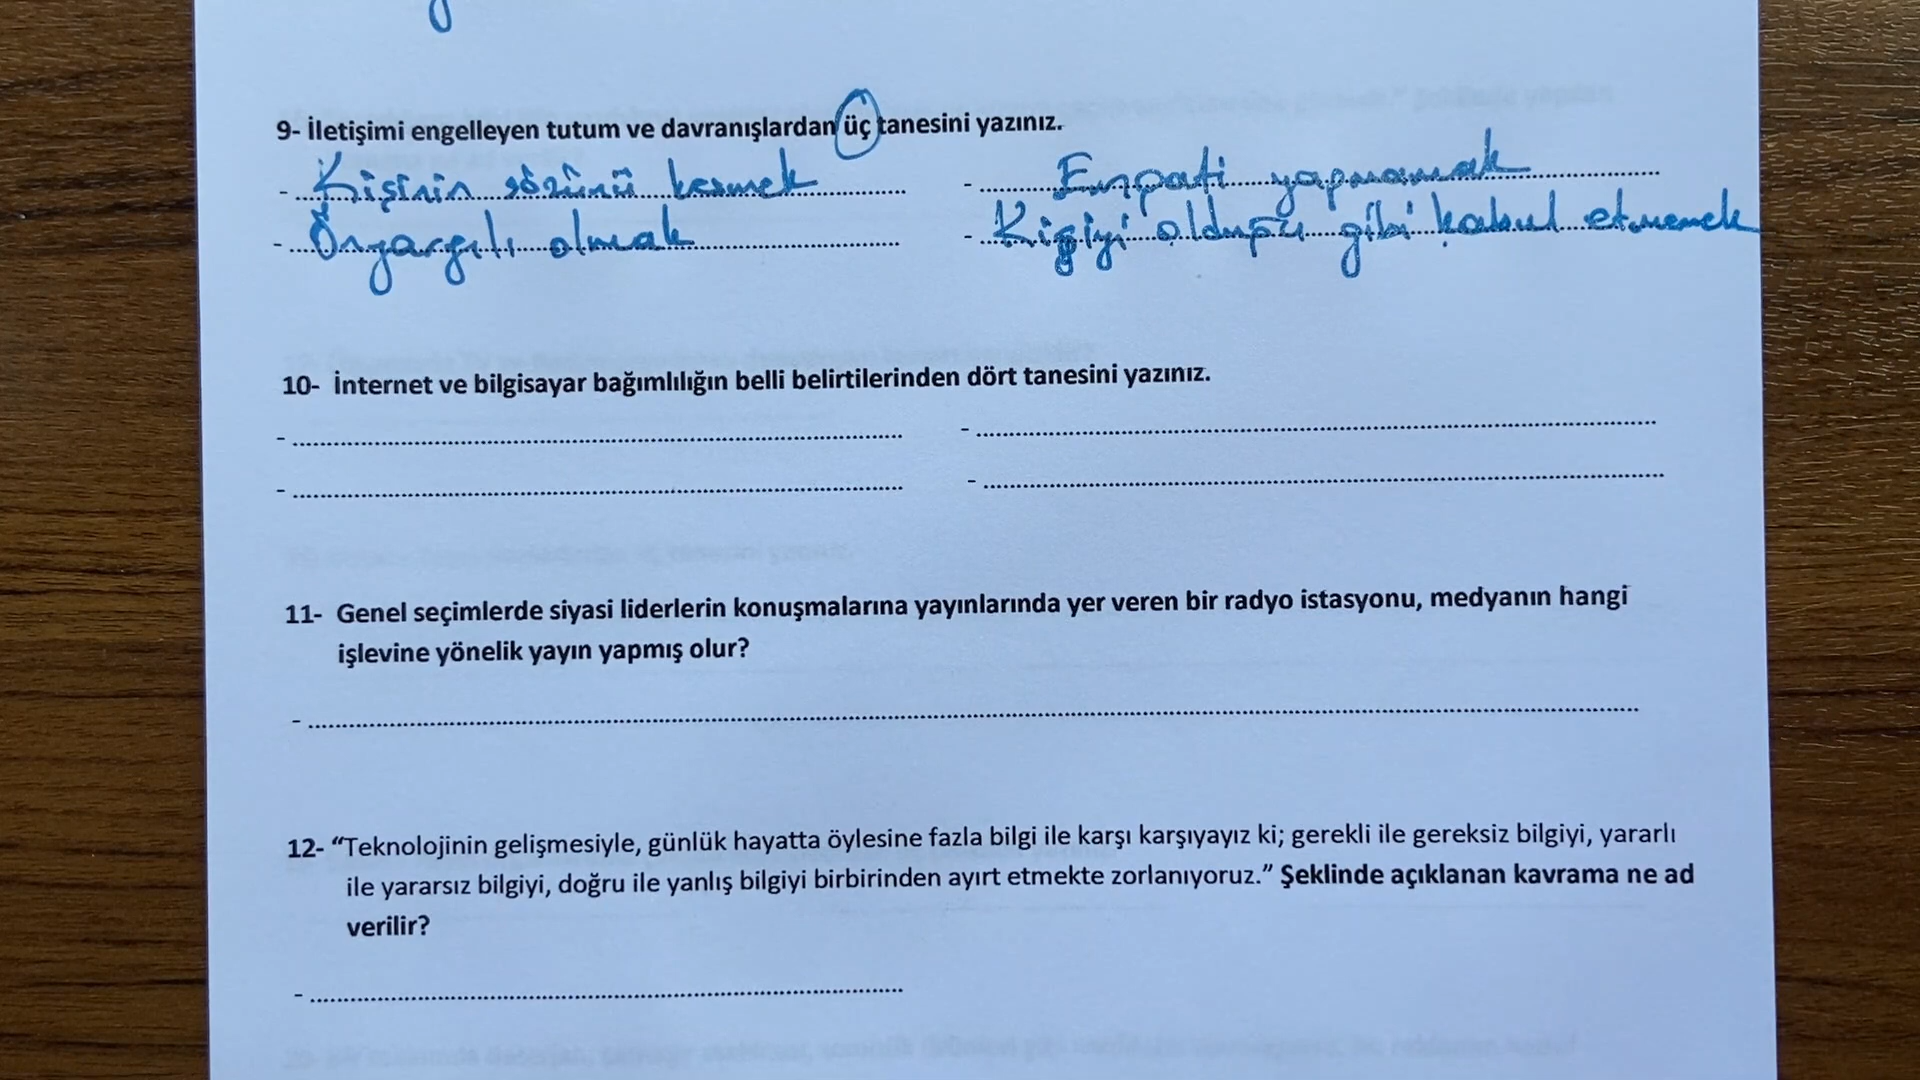 9- İletişimi engelleyen tutum ve davranışlardan üç tanesini yazınız.
- Kişinin sözünü kesmek - Empati yapmamak
- Önyargılı olmak - Kişiyi olduğu gibi kabul etmemek
10- İnternet ve bilgisayar bağımlılığın belli belirtilerinden dört tanesini yazınız.
- ........ - ........
- ........ - ........
11- Genel seçimlerde siyasi liderlerin konuşmalarına yayınlarında yer veren bir radyo istasyonu, medyanın hangi
işlevine yönelik yayın yapmış olur?
- ........
12- “Teknolojinin gelişmesiyle, günlük hayatta öylesine fazla bilgi ile karşı karşıyayız ki; gerekli ile gereksiz bilgiyi, yararlı
ile yararsız bilgiyi, doğru ile yanlış bilgiyi birbirinden ayırt etmekte zorlanıyoruz.” Şeklinde açıklanan kavrama ne ad
verilir?
- ........